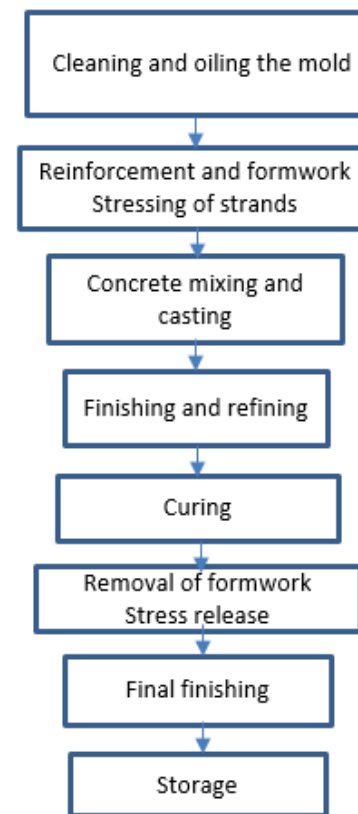 Cleaning and oiling the mold
Reinforcement and formwork
Stressing of strands
Concrete mixing and
casting
Finishing and refining
Curing
Removal of formwork
Stress release
Final finishing
Storage